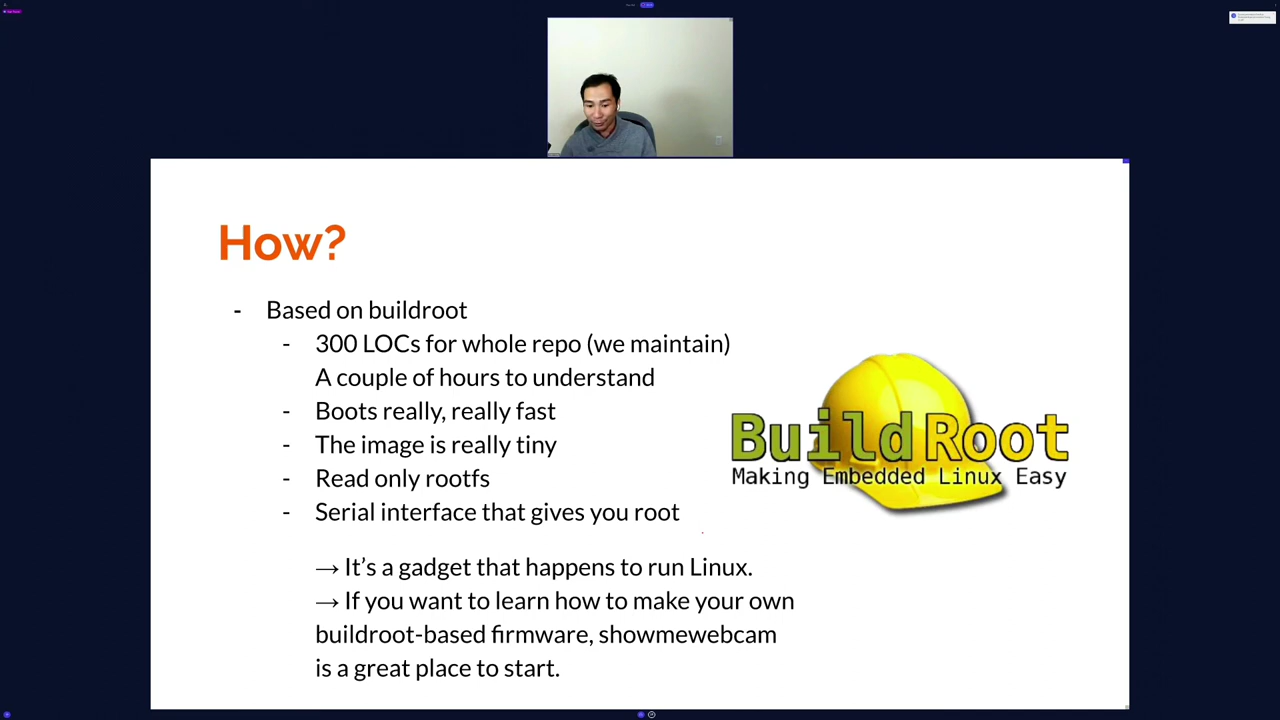 How?
- Based on buildroot
- 300 LOCs for whole repo (we maintain)
A couple of hours to understand
- Boots really, really fast
- The image is really tiny
- Read only rootfs
- Serial interface that gives you root
→ It's a gadget that happens to run Linux.
→ If you want to learn how to make your own
buildroot-based firmware, showmewebcam
is a great place to start.
BuildRoot
Making Embedded Linux Easy